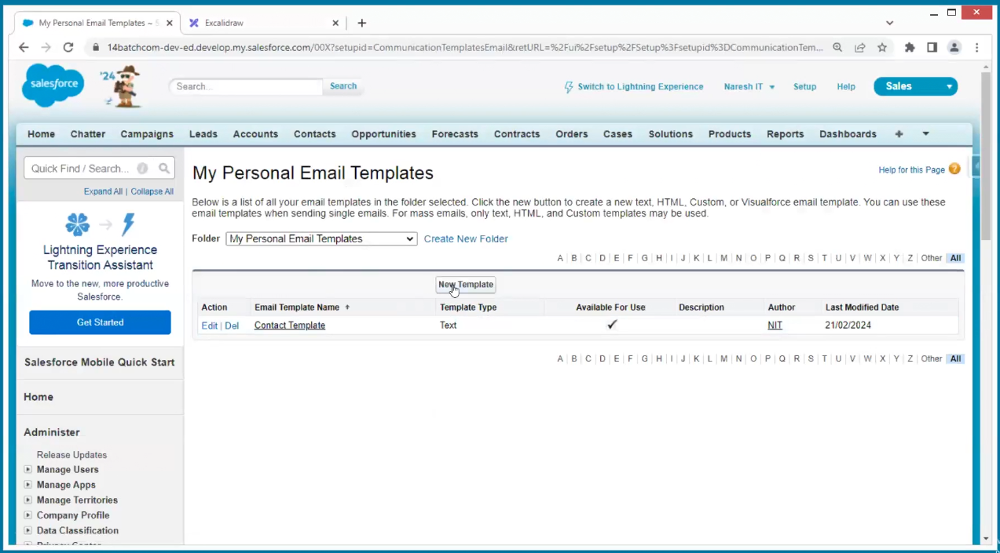 My Personal Email Templates ~ S
Excalidraw
14batchcom-dev-ed.develop.my.salesforce.com/00X?setupid=CommunicationTemplatesEmail&retURL=%2Fui%2Fsetup%2FSetup%3Fsetupid%3DCommunicationTem...
salesforce
'24
Search...
Search
Switch to Lightning Experience
Naresh IT
Setup
Help
Sales
Home Chatter Campaigns Leads Accounts Contacts Opportunities Forecasts Contracts Orders Cases Solutions Products Reports Dashboards +
Quick Find / Search...
Expand All | Collapse All
Lightning Experience
Transition Assistant
Move to the new, more productive
Salesforce.
Get Started
Salesforce Mobile Quick Start
Home
Administer
Release Updates
Manage Users
Manage Apps
Manage Territories
Company Profile
Data Classification
My Personal Email Templates
Help for this Page ?
Below is a list of all your email templates in the folder selected. Click the new button to create a new text, HTML, Custom, or Visualforce email template. You can use these
email templates when sending single emails. For mass emails, only text, HTML, and Custom templates may be used.
Folder My Personal Email Templates Create New Folder
A | B | C | D | E | F | G | H | I | J | K | L | M | N | O | P | Q | R | S | T | U | V | W | X | Y | Z | Other | All
New Template
Action Email Template Name Template Type Available For Use Description Author Last Modified Date
Edit | Del Contact Template Text ✓ NIT 21/02/2024
A | B | C | D | E | F | G | H | I | J | K | L | M | N | O | P | Q | R | S | T | U | V | W | X | Y | Z | Other | All